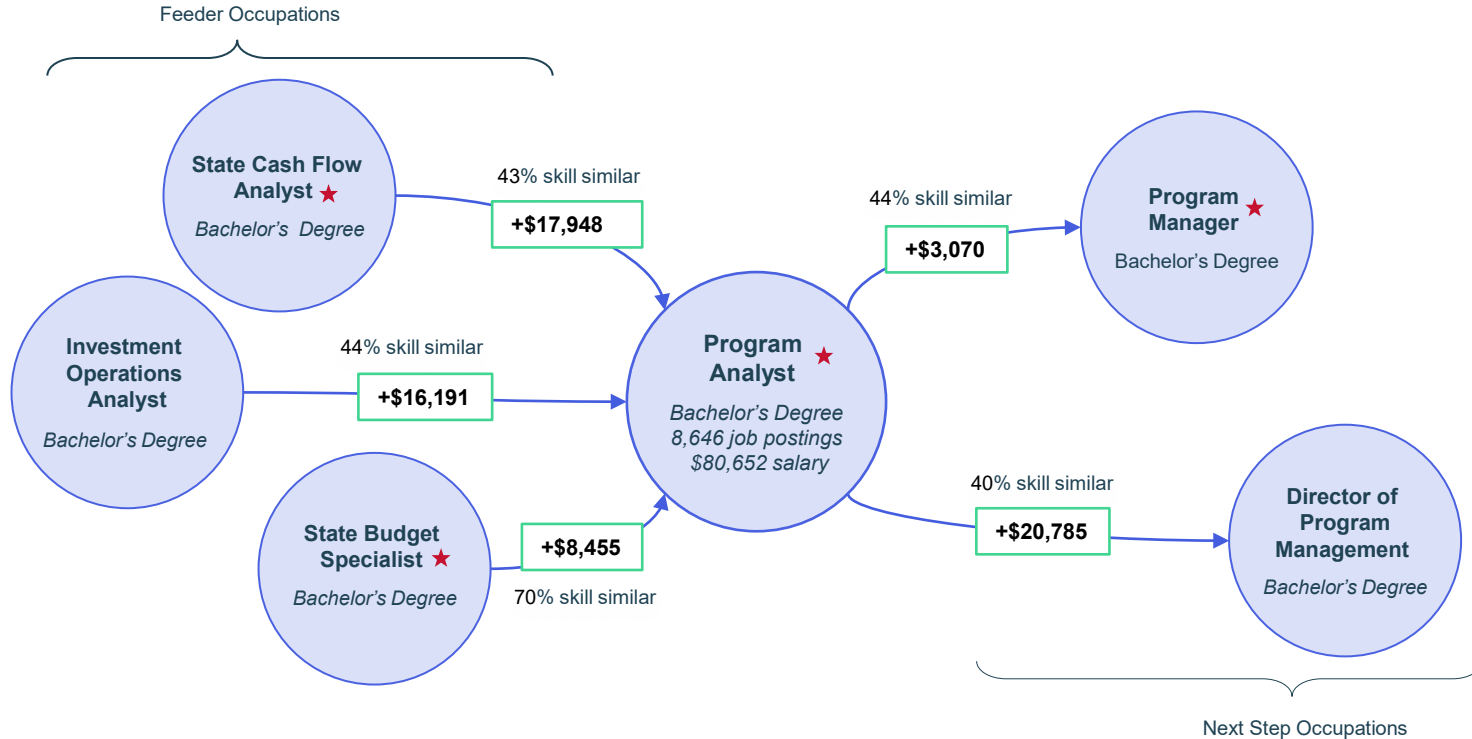 Feeder Occupations
State Cash Flow
Analyst
Bachelor's Degree
43% skill similar
+$17,948
Investment
Operations
Analyst
Bachelor's Degree
44% skill similar
+$16,191
State Budget
Specialist
Bachelor's Degree
+$8,455
70% skill similar
Program
Analyst
Bachelor's Degree
8,646 job postings
$80,652 salary
44% skill similar
+$3,070
Program
Manager
Bachelor's Degree
40% skill similar
+$20,785
Director of
Program
Management
Bachelor's Degree
Next Step Occupations